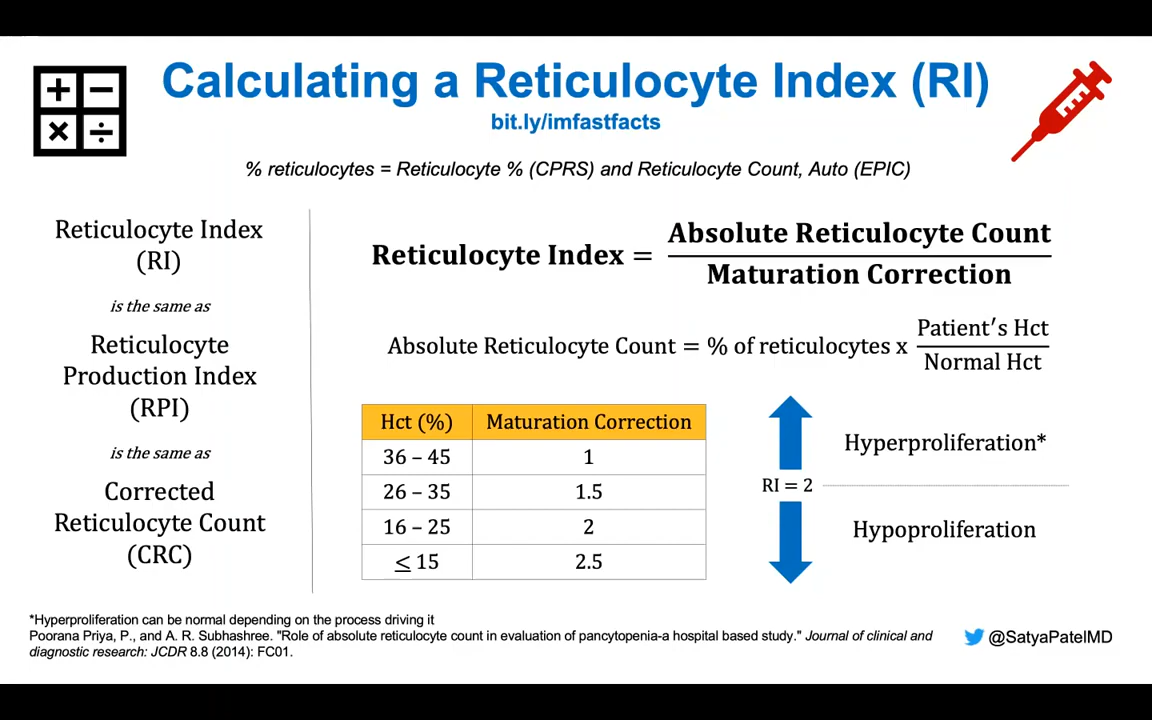 Calculating a Reticulocyte Index (RI)
bit.ly/imfastfacts
% reticulocytes = Reticulocyte % (CPRS) and Reticulocyte Count, Auto (EPIC)
Reticulocyte Index
(RI)
is the same as
Reticulocyte
Production Index
(RPI)
is the same as
Corrected
Reticulocyte Count
(CRC)
Reticulocyte Index = Absolute Reticulocyte Count
Maturation Correction
Absolute Reticulocyte Count = % of reticulocytes x Patient's Hct
Normal Hct
Hct (%) Maturation Correction
36 – 45 1
26 – 35 1.5
16 – 25 2
≤ 15 2.5
Hyperproliferation*
RI = 2
Hypoproliferation
*Hyperproliferation can be normal depending on the process driving it
Poorana Priya, P., and A. R. Subhashree. "Role of absolute reticulocyte count in evaluation of pancytopenia-a hospital based study." Journal of clinical and
diagnostic research: JCDR 8.8 (2014): FC01.
@SatyaPatelMD